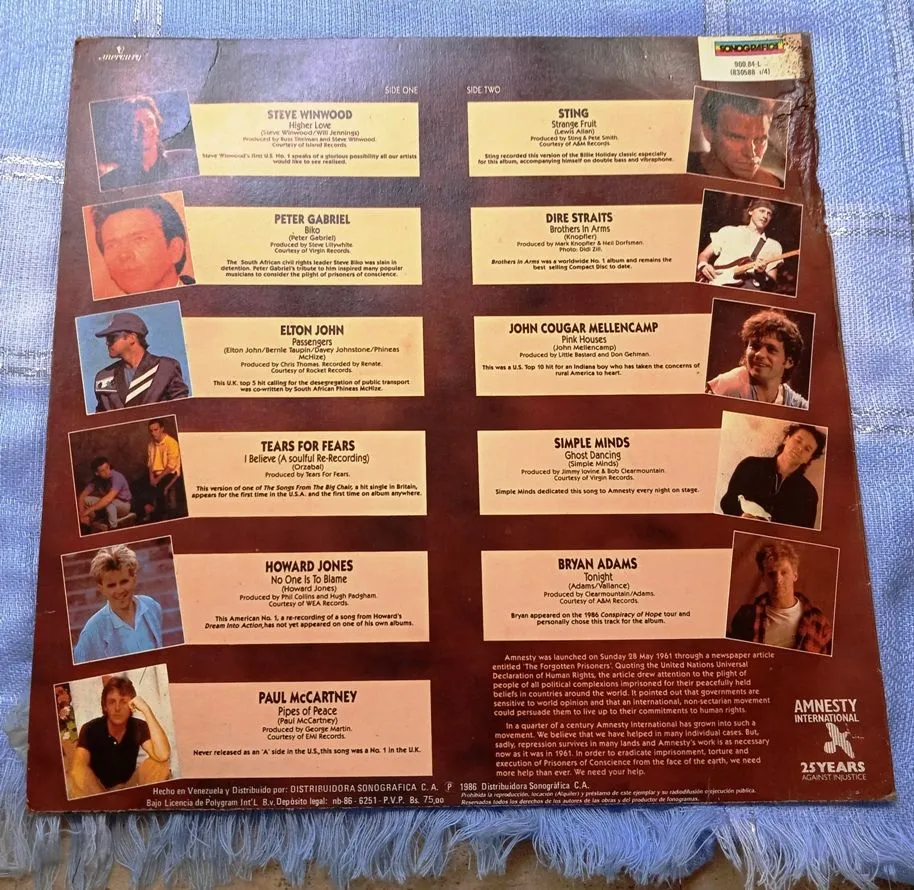 mercury
SONOGRAFICA
900.84-L
(830588 1/4)
SIDE ONE
STEVE WINWOOD
Higher Love
(Steve Winwood/Will Jennings)
Produced by Russ Titelman and Steve Winwood.
Courtesy of Island Records.
Steve Winwood's first U.S. No. 1 speaks of a glorious possibility all our artists
would like to see realised.
PETER GABRIEL
Biko
(Peter Gabriel)
Produced by Steve Lillywhite.
Courtesy of Virgin Records.
The South African civil rights leader Steve Biko was slain in
detention. Peter Gabriel's tribute to him inspired many popular
musicians to consider the plight of prisoners of conscience.
ELTON JOHN
Passengers
(Elton John/Bernie Taupin/Davey Johnstone/Phineas
McHize)
Produced by Chris Thomas. Recorded by Renate.
Courtesy of Rocket Records.
This U.K. top 5 hit calling for the desegregation of public transport
was co-written by South African Phineas McHize.
TEARS FOR FEARS
I Believe (A soulful Re-Recording)
(Orzabal)
Produced by Tears For Fears.
This version of one of The Songs From The Big Chair, a hit single in Britain,
appears for the first time in the U.S.A. and the first time on album anywhere.
HOWARD JONES
No One Is To Blame
(Howard Jones)
Produced by Phil Collins and Hugh Padgham.
Courtesy of WEA Records.
This American No. 1, a re-recording of a song from Howard's
Dream Into Action, has not yet appeared on one of his own albums.
PAUL McCARTNEY
Pipes of Peace
(Paul McCartney)
Produced by George Martin.
Courtesy of EMI Records.
Never released as an 'A' side in the U.S., this song was a No. 1 in the U.K.
SIDE TWO
STING
Strange Fruit
(Lewis Allan)
Produced by Sting & Pete Smith.
Courtesy of A&M Records.
Sting recorded this version of the Billie Holiday classic especially
for this album, accompanying himself on double bass and vibraphone.
DIRE STRAITS
Brothers In Arms
(Knopfler)
Produced by Mark Knopfler & Neil Dorfsman.
Photo: Didi Zill.
Brothers in Arms was a worldwide No. 1 album and remains the
best selling Compact Disc to date.
JOHN COUGAR MELLENCAMP
Pink Houses
(John Mellencamp)
Produced by Little Bastard and Don Gehman.
This was a U.S. Top 10 hit for an Indiana boy who has taken the concerns of
rural America to heart.
SIMPLE MINDS
Ghost Dancing
(Simple Minds)
Produced by Jimmy Iovine & Bob Clearmountain.
Courtesy of Virgin Records.
Simple Minds dedicated this song to Amnesty every night on stage.
BRYAN ADAMS
Tonight
(Adams/Vallance)
Produced by Clearmountain/Adams.
Courtesy of A&M Records.
Bryan appeared on the 1986 Conspiracy of Hope tour and
personally chose this track for the album.
Amnesty was launched on Sunday 28 May 1961 through a newspaper article
entitled 'The Forgotten Prisoners'. Quoting the United Nations Universal
Declaration of Human Rights, the article drew attention to the plight of
people of all political complexions imprisoned for their peacefully held
beliefs in countries around the world. It pointed out that governments are
sensitive to world opinion and that an international, non-sectarian movement
could persuade them to live up to their commitments to human rights.
In a quarter of a century Amnesty International has grown into such a
movement. We believe that we have helped in many individual cases. But,
sadly, repression survives in many lands and Amnesty's work is as necessary
now as it was in 1961. In order to eradicate imprisonment, torture and
execution of Prisoners of Conscience from the face of the earth, we need
more help than ever. We need your help.
AMNESTY
INTERNATIONAL
25 YEARS
AGAINST INJUSTICE
Hecho en Venezuela y Distribuido por: DISTRIBUIDORA SONOGRAFICA C. A. Ⓟ 1986 Distribuidora Sonográfica C.A.
Bajo Licencia de Polygram Int'L B.v. Depósito legal: nb-86-6251-P.V.P. Bs. 75,00
Prohibida la reproducción, locación (Alquiler) y préstamo de este ejemplar y su radiodifusión o ejecución pública.
Reservados todos los derechos de los autores de las obras y del productor de fonogramas.